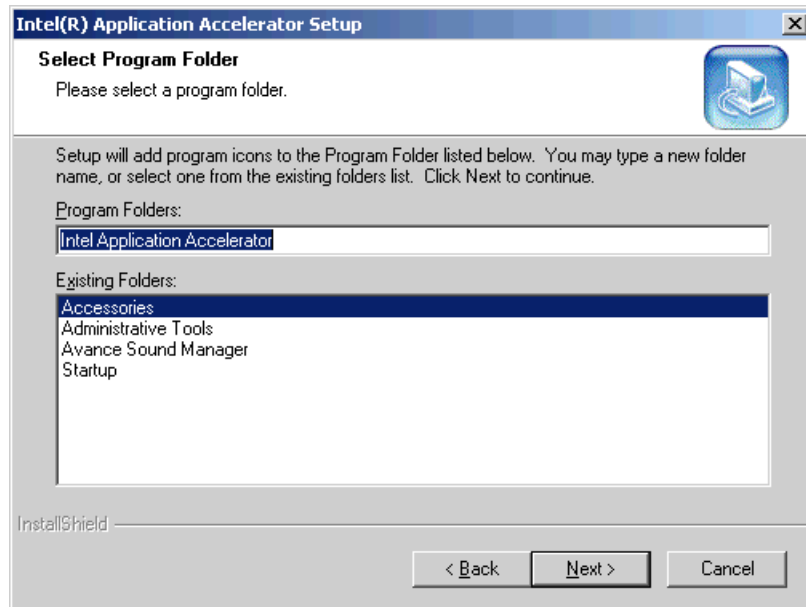 Intel(R) Application Accelerator Setup
Select Program Folder
Please select a program folder.
Setup will add program icons to the Program Folder listed below.  You may type a new folder
name, or select one from the existing folders list.  Click Next to continue.
Program Folders:
Intel Application Accelerator
Existing Folders:
Accessories
Administrative Tools
Avance Sound Manager
Startup
InstallShield
< Back
Next >
Cancel